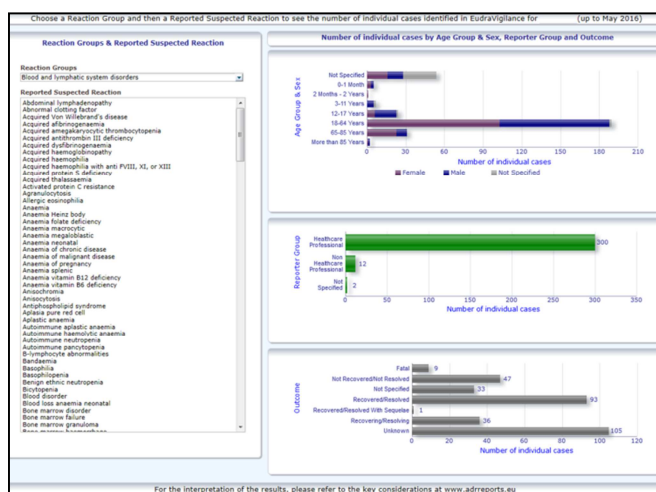 Choose a Reaction Group and then a Reported Suspected Reaction to see the number of individual cases identified in EudraVigilance for (up to May 2016)
Reaction Groups & Reported Suspected Reaction
Reaction Groups
Blood and lymphatic system disorders
Reported Suspected Reaction
Abdominal lymphadenopathy
Abnormal clotting factor
Acquired Von Willebrand's disease
Acquired afibrinogenaemia
Acquired amegakaryocytic thrombocytopenia
Acquired antithrombin III deficiency
Acquired dysfibrinogenaemia
Acquired haemoglobinopathy
Acquired haemophilia
Acquired haemophilia with anti FVIII, XI, or XIII
Acquired protein S deficiency
Acquired thalassaemia
Activated protein C resistance
Agranulocytosis
Allergic eosinophilia
Anaemia
Anaemia Heinz body
Anaemia folate deficiency
Anaemia macrocytic
Anaemia megaloblastic
Anaemia neonatal
Anaemia of chronic disease
Anaemia of malignant disease
Anaemia of pregnancy
Anaemia splenic
Anaemia vitamin B12 deficiency
Anaemia vitamin B6 deficiency
Anisochromia
Anisocytosis
Antiphospholipid syndrome
Aplasia pure red cell
Aplastic anaemia
Autoimmune aplastic anaemia
Autoimmune haemolytic anaemia
Autoimmune neutropenia
Autoimmune pancytopenia
B-lymphocyte abnormalities
Bandaemia
Basophilia
Basophilopenia
Benign ethnic neutropenia
Bicytopenia
Blood disorder
Blood loss anaemia neonatal
Bone marrow disorder
Bone marrow failure
Bone marrow granuloma
Bone marrow haemorrhage
Number of individual cases by Age Group & Sex, Reporter Group and Outcome
Age Group & Sex
Not Specified
0-1 Month
2 Months - 2 Years
3-11 Years
12-17 Years
18-64 Years
65-85 Years
More than 85 Years
0 30 60 90 120 150 180 210
Number of individual cases
Female Male Not Specified
Reporter Group
Healthcare
Professional
300
Non
Healthcare
Professional
12
Not
Specified
2
0 50 100 150 200 250 300 350
Number of individual cases
Outcome
Fatal 9
Not Recovered/Not Resolved 47
Not Specified 33
Recovered/Resolved 93
Recovered/Resolved With Sequelae 1
Recovering/Resolving 36
Unknown 105
0 20 40 60 80 100 120
Number of individual cases
For the interpretation of the results, please refer to the key considerations at www.adrreports.eu